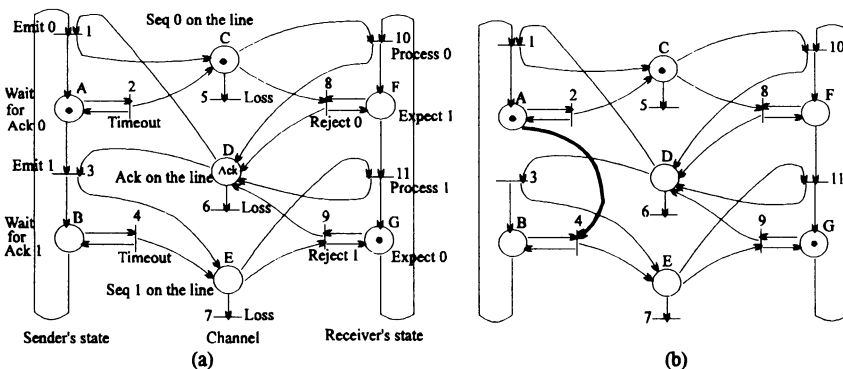 Seq 0 on the line
Emit 0
1
C
10
Process 0
A
2
5
Loss
8
F
Wait
for
Ack 0
Timeout
Reject 0
Expect 1
Emit 1
3
D
Ack
Ack on the line
11
Process 1
6
Loss
B
4
9
G
Wait
for
Ack 1
Timeout
E
Reject 1
Expect 0
Seq 1 on the line
7
Loss
Sender's state
Channel
Receiver's state
(a)
1
C
10
A
2
5
8
F
D
3
11
6
B
4
9
G
E
7
(b)